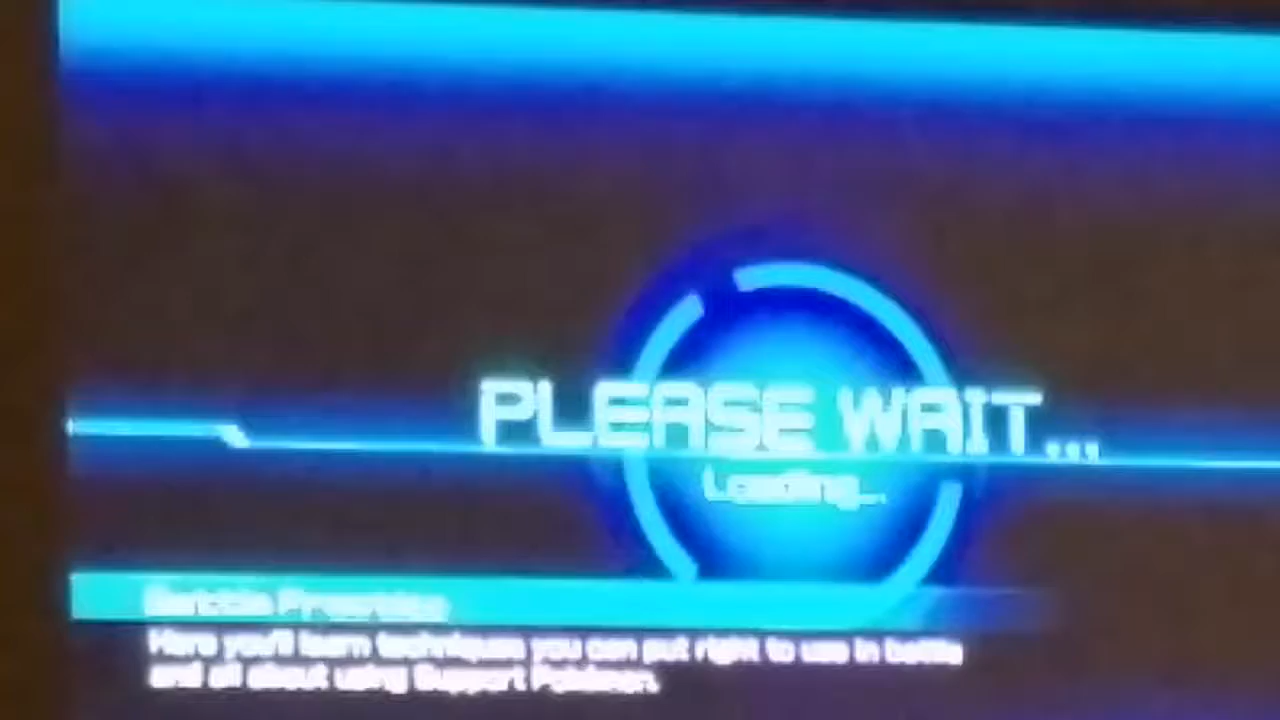 PLEASE WAIT...
Loading...
Practice
Here you'll learn techniques you can put right to use in battle
and all about using Support Pokémon.